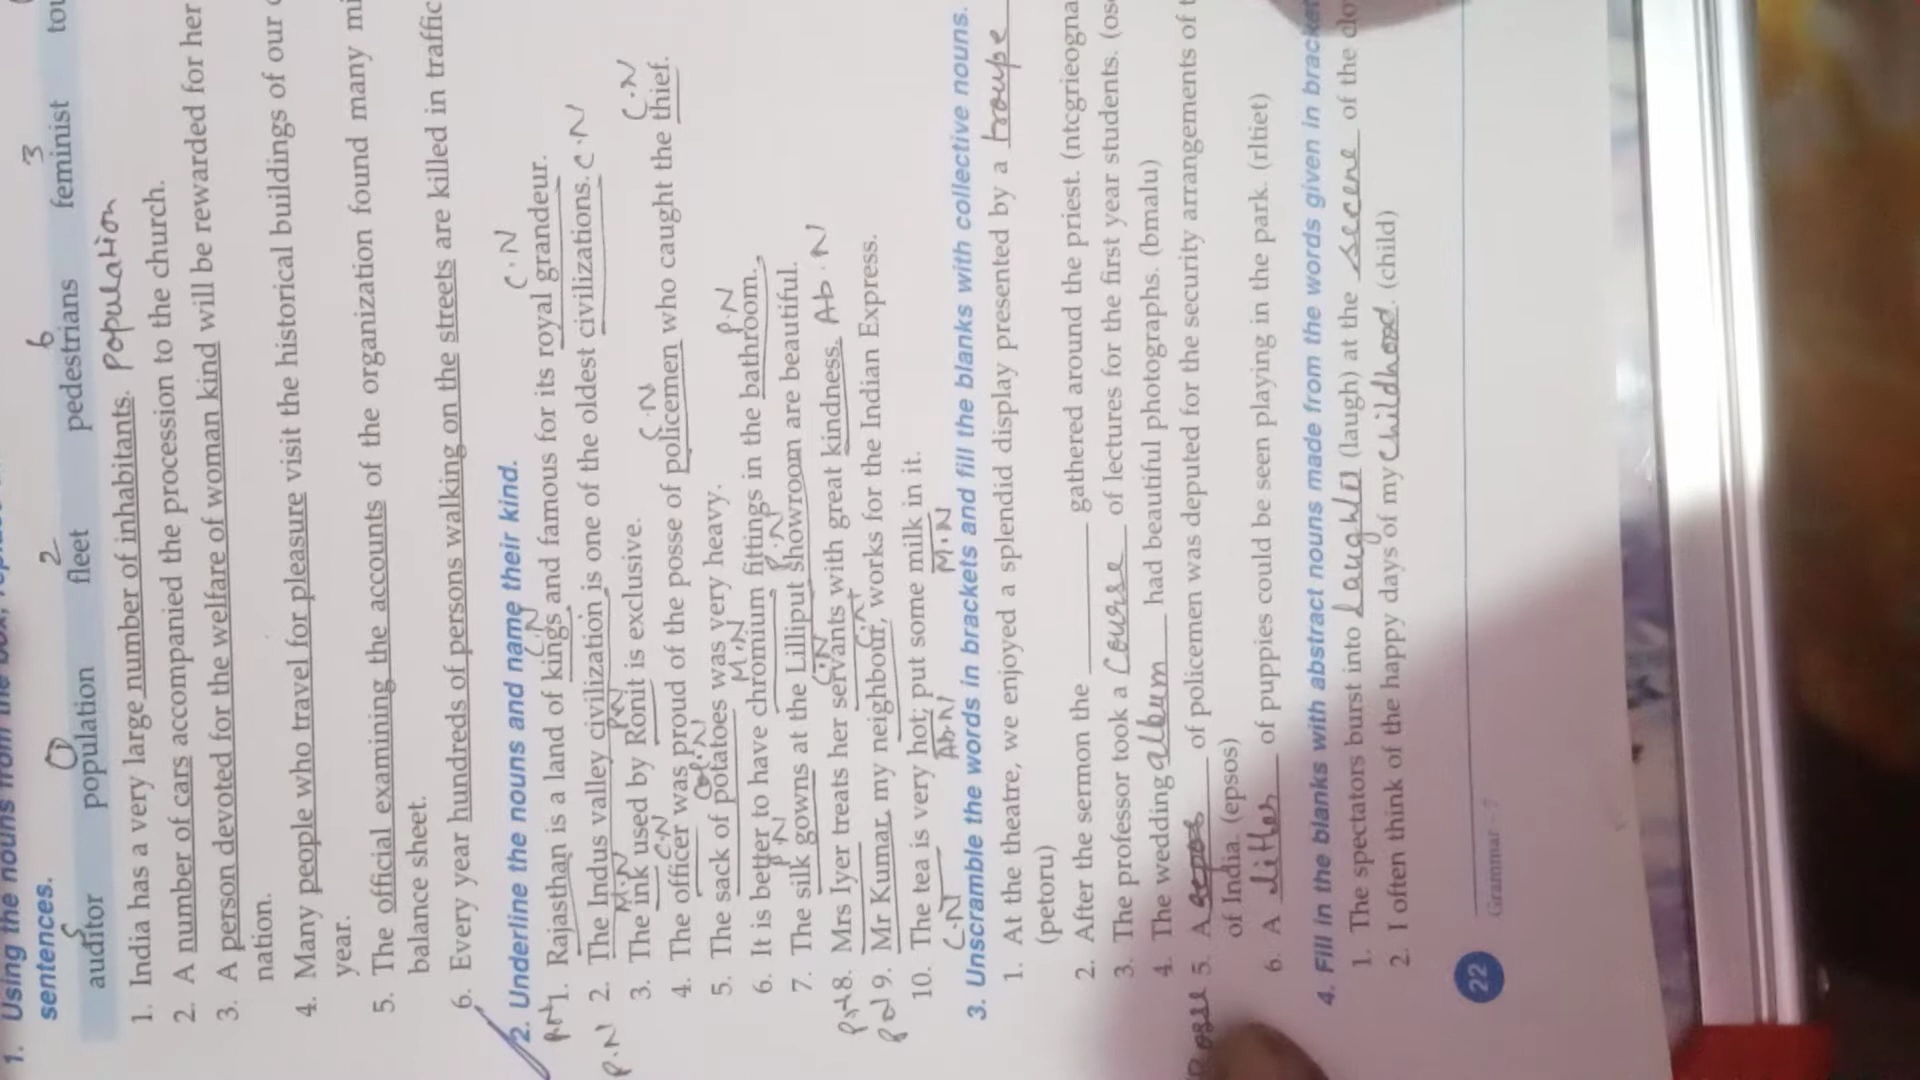 1. Using the nouns from the box,
sentences.
5 1 2 6 3
auditor population fleet pedestrians feminist
1. India has a very large number of inhabitants. Population
2. A number of cars accompanied the procession to the church.
3. A person devoted for the welfare of woman kind will be rewarded for her
nation.
4. Many people who travel for pleasure visit the historical buildings of our
year.
5. The official examining the accounts of the organization found many
balance sheet.
6. Every year hundreds of persons walking on the streets are killed in traffic
2. Underline the nouns and name their kind.
C.N C.N
1. Rajasthan is a land of kings and famous for its royal grandeur.
P.N 2. The Indus valley civilization is one of the oldest civilizations. C.N
M.N P.N
3. The ink used by Ronit is exclusive.
C.N C.N C.N
4. The officer was proud of the posse of policemen who caught the thief.
Col.N
5. The sack of potatoes was very heavy.
M.N P.N
6. It is better to have chromium fittings in the bathroom.
P.N P.N
7. The silk gowns at the Lilliput showroom are beautiful.
C.N
8. Mrs Iyer treats her servants with great kindness. Ab.N
C.N
9. Mr Kumar, my neighbour, works for the Indian Express.
10. The tea is very hot; put some milk in it.
C.N Ab.N M.N
3. Unscramble the words in brackets and fill the blanks with collective nouns.
1. At the theatre, we enjoyed a splendid display presented by a troupe
(petoru)
2. After the sermon the gathered around the priest. (ntcgrieogna
3. The professor took a Course of lectures for the first year students.
4. The wedding album had beautiful photographs. (bmalu)
5. A of policemen was deputed for the security arrangements of
of India. (epsos)
6. A litter of puppies could be seen playing in the park. (rltiet)
4. Fill in the blanks with abstract nouns made from the words given in
1. The spectators burst into (laugh) at the scene of the
2. I often think of the happy days of my Childhood. (child)
22
Grammar - 7